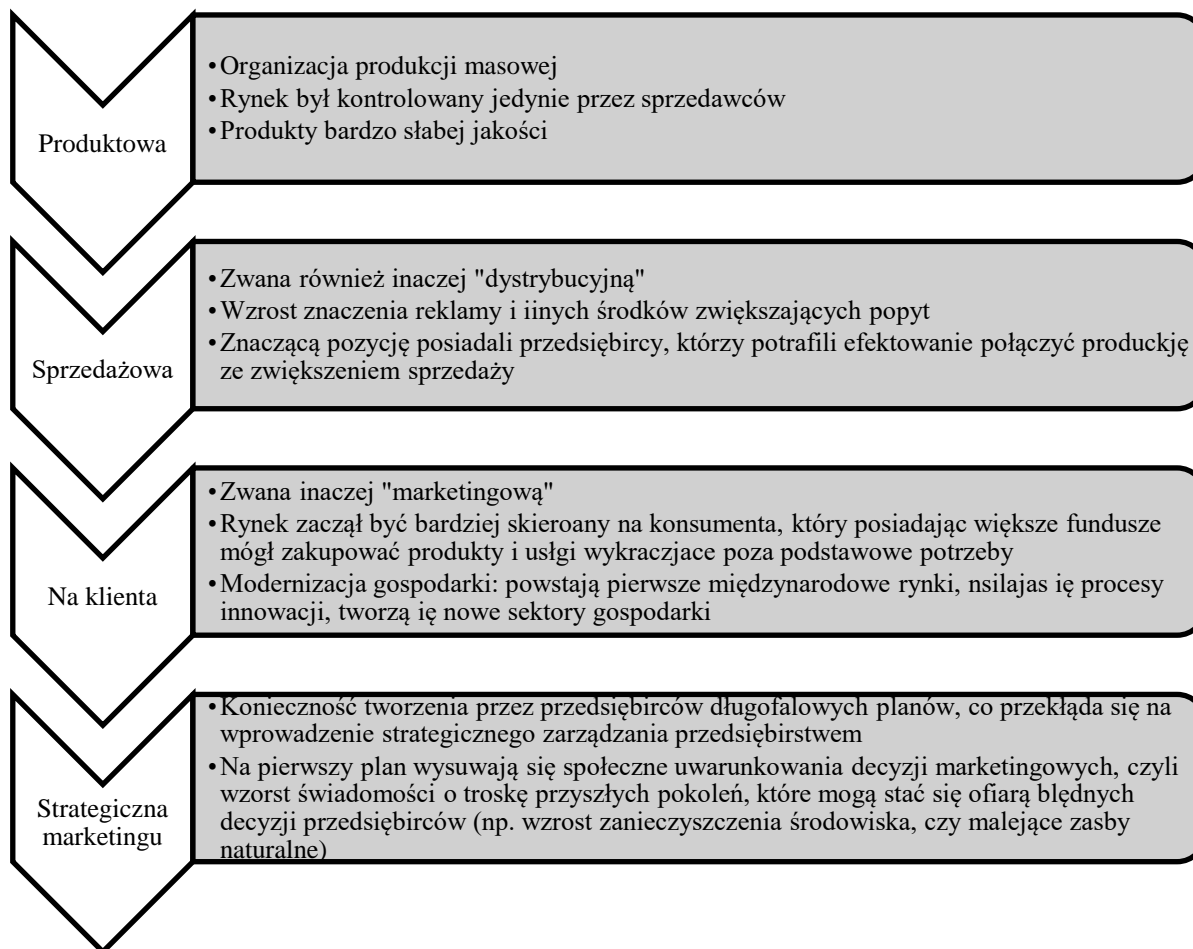 Produktowa
•Organizacja produkcji masowej
•Rynek był kontrolowany jedynie przez sprzedawców
•Produkty bardzo słabej jakości
Sprzedażowa
•Zwana również inaczej "dystrybucyjną"
•Wzrost znaczenia reklamy i iinych środków zwiększających popyt
•Znaczącą pozycję posiadali przedsiębircy, którzy potrafili efektowanie połączyć produckję
ze zwiększeniem sprzedaży
Na klienta
•Zwana inaczej "marketingową"
•Rynek zaczął być bardziej skieroany na konsumenta, który posiadając większe fundusze
mógł zakupować produkty i usłgi wykraczjace poza podstawowe potrzeby
•Modernizacja gospodarki: powstają pierwsze międzynarodowe rynki, nsilajas ię procesy
innowacji, tworzą ię nowe sektory gospodarki
Strategiczna
marketingu
•Konieczność tworzenia przez przedsiębirców długofalowych planów, co przekłąda się na
wprowadzenie strategicznego zarządzania przedsiębirstwem
•Na pierwszy plan wysuwają się społeczne uwarunkowania decyzji marketingowych, czyli
wzorst świadomości o troskę przyszłych pokoleń, które mogą stać się ofiarą błędnych
decyzji przedsiębirców (np. wzrost zanieczyszczenia środowiska, czy malejące zasby
naturalne)